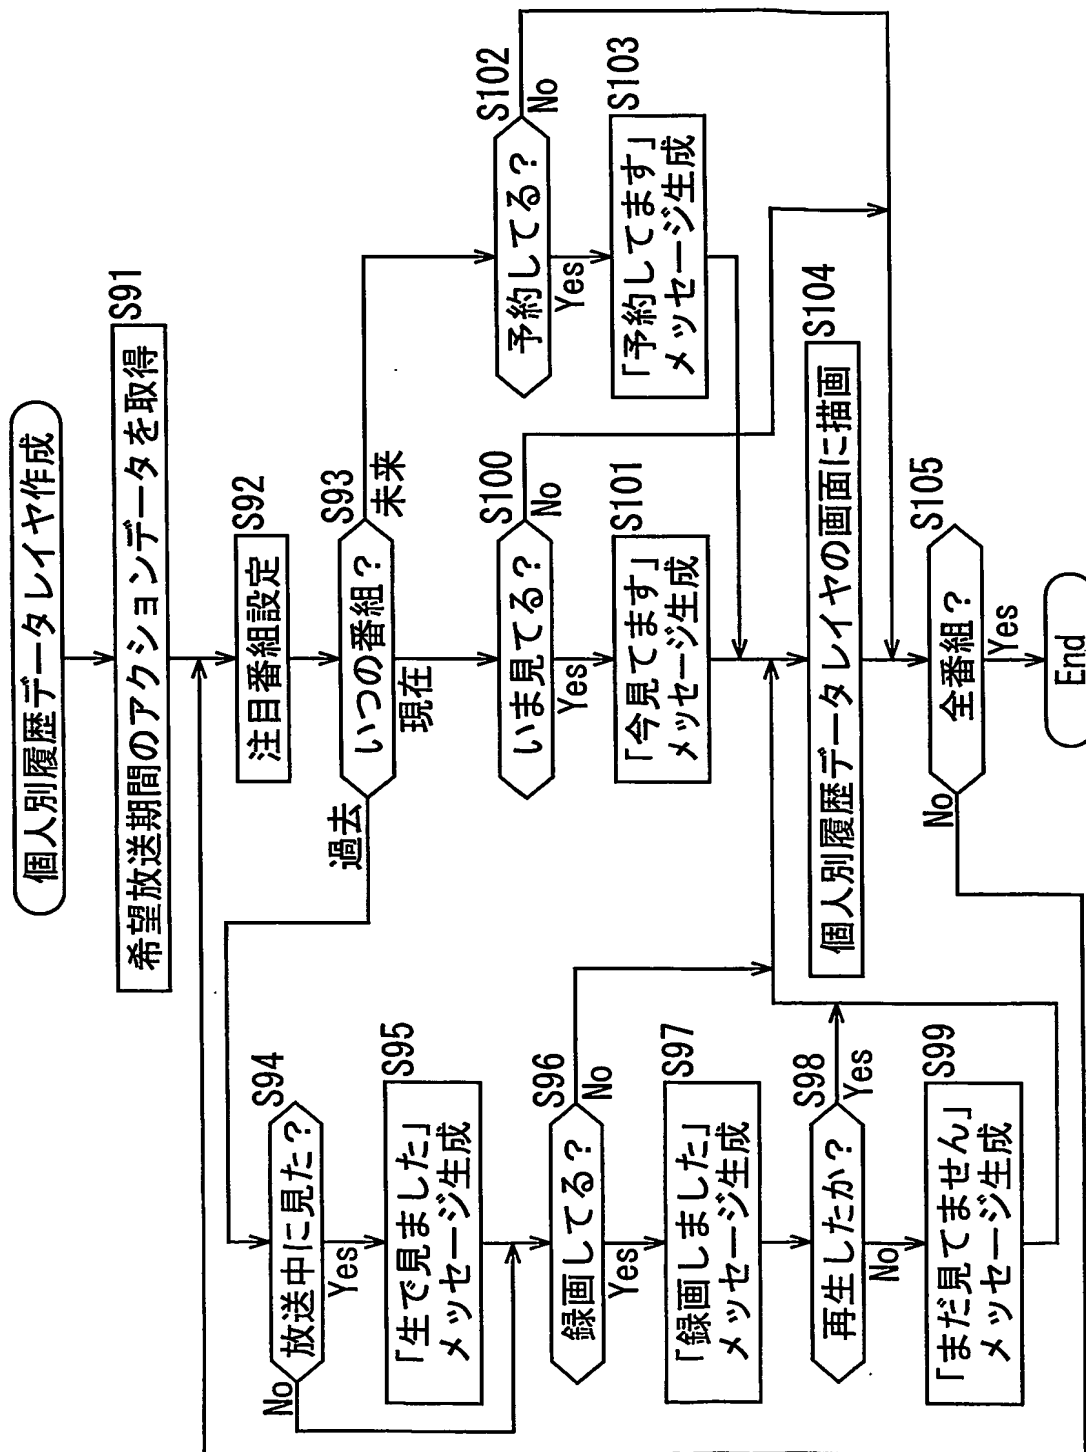 個人別履歴データレイヤ作成
希望放送期間のアクションデータを取得
S91
注目番組設定
S92
いつの番組？
S93
過去
現在
未来
放送中に見た？
S94
No
Yes
「生で見ました」
メッセージ生成
S95
録画してる？
S96
No
Yes
「録画しました」
メッセージ生成
S97
再生したか？
S98
Yes
No
「まだ見てません」
メッセージ生成
S99
いま見てる？
S100
No
Yes
「今見てます」
メッセージ生成
S101
予約してる？
S102
No
Yes
「予約してます」
メッセージ生成
S103
個人別履歴データレイヤの画面に描画
S104
全番組？
S105
No
Yes
End